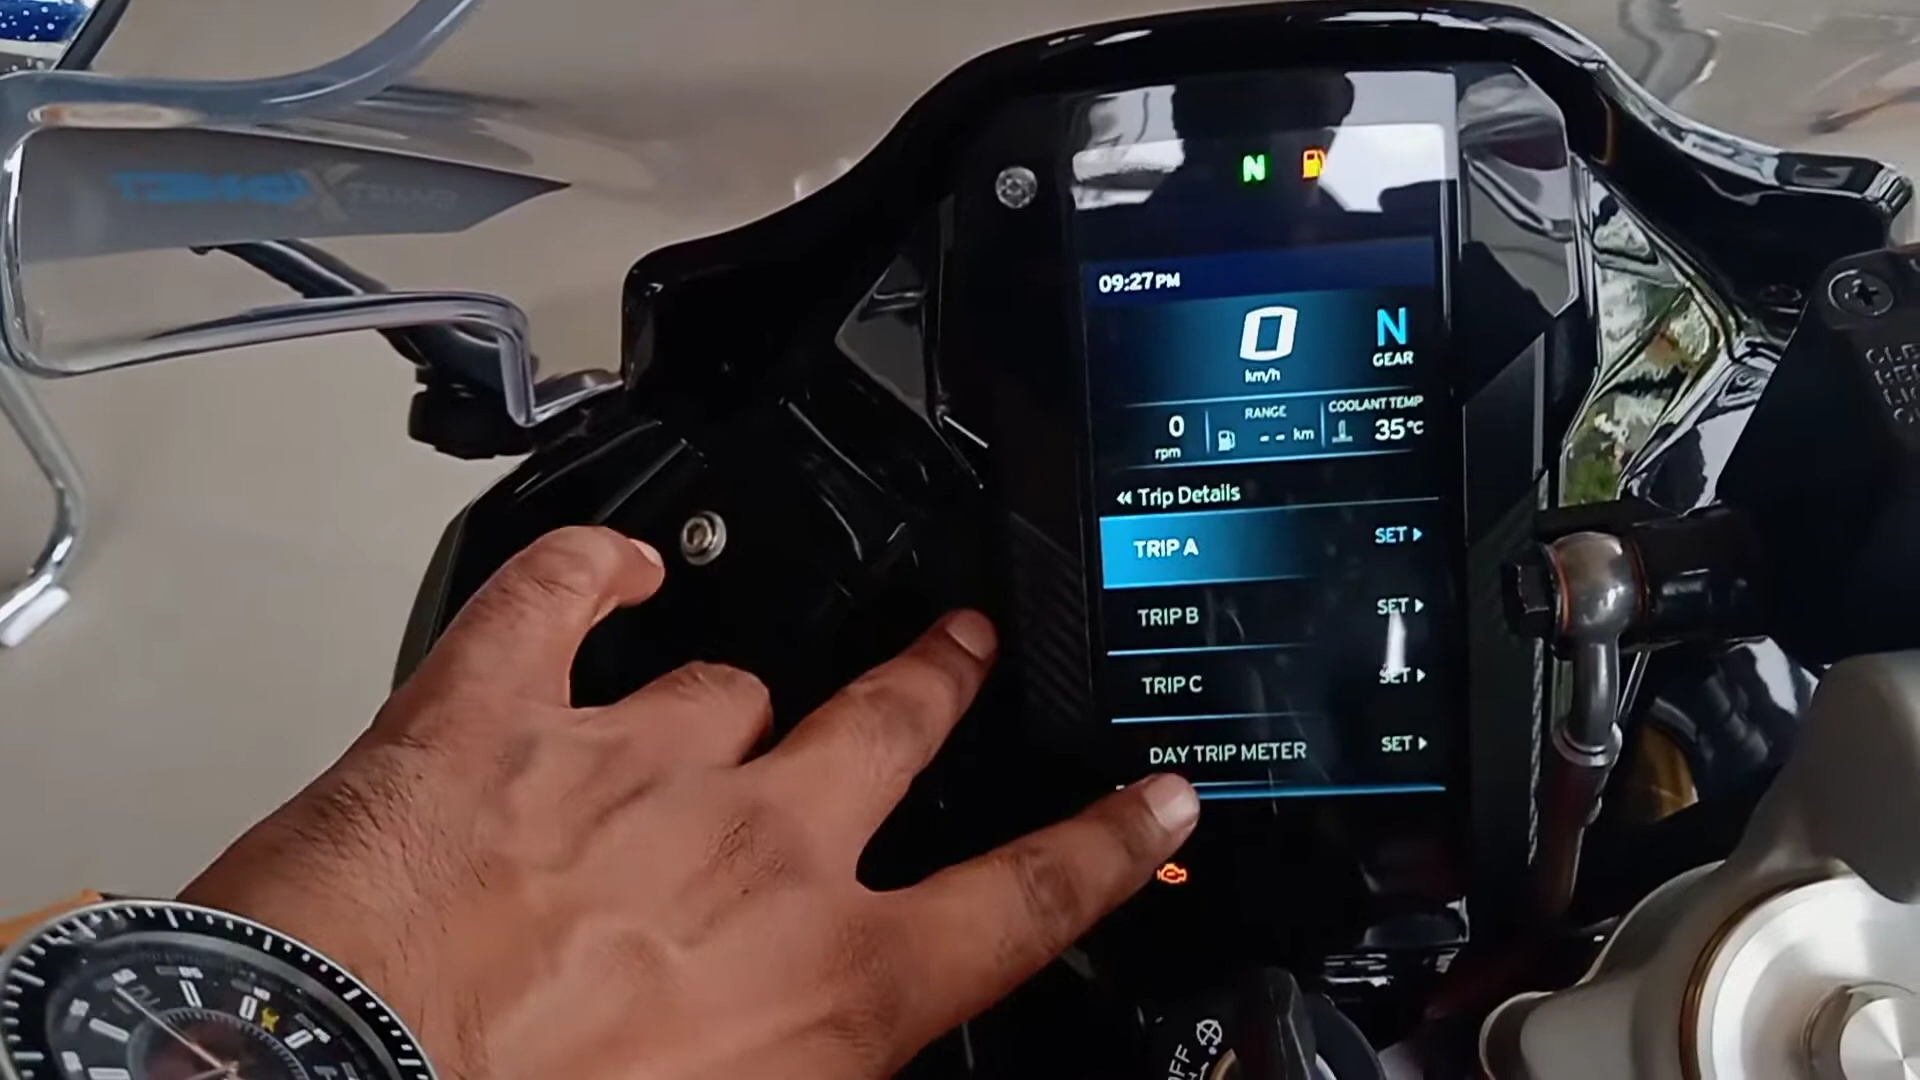 N
09:27 PM
0
km/h
N
GEAR
0
rpm
RANGE
-- km
COOLANT TEMP
35°C
Trip Details
TRIP A SET
TRIP B SET
TRIP C SET
DAY TRIP METER SET
OFF